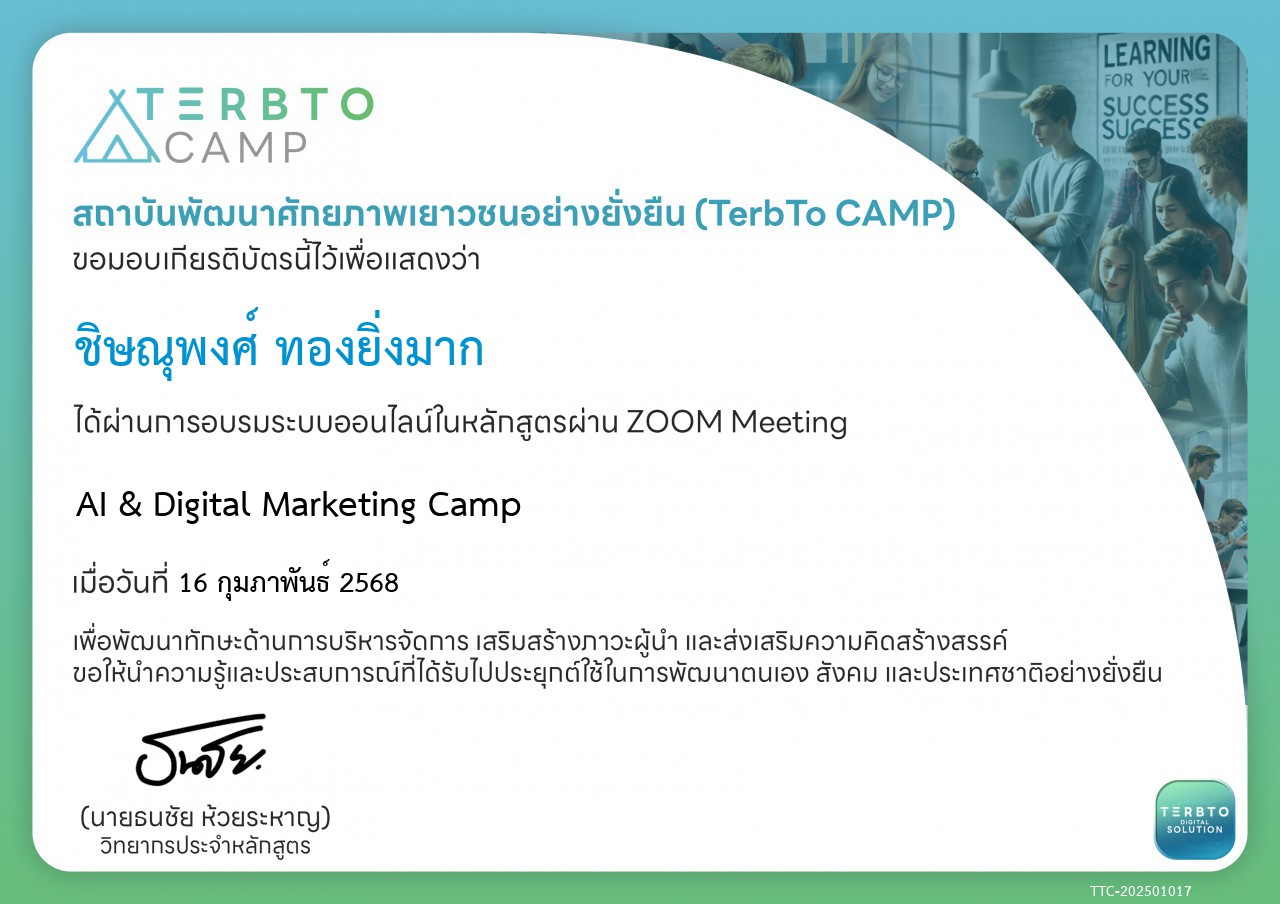 TERBTO
CAMP
LEARNING
FOR YOUR
SUCCESS
SUCCESS
สถาบันพัฒนาศักยภาพเยาวชนอย่างยั่งยืน (TerbTo CAMP)
ขอมอบเกียรติบัตรนี้ไว้เพื่อแสดงว่า
ชิษณุพงศ์ ทองยิ่งมาก
ได้ผ่านการอบรมระบบออนไลน์ในหลักสูตรผ่าน ZOOM Meeting
AI & Digital Marketing Camp
เมื่อวันที่ 16 กุมภาพันธ์ 2568
เพื่อพัฒนาทักษะด้านการบริหารจัดการ เสริมสร้างภาวะผู้นำ และส่งเสริมความคิดสร้างสรรค์
ขอให้นำความรู้และประสบการณ์ที่ได้รับไปประยุกต์ใช้ในการพัฒนาตนเอง สังคม และประเทศชาติอย่างยั่งยืน
ธนชัย.
(นายธนชัย ห้วยระหาญ)
วิทยากรประจำหลักสูตร
TERBTO
DIGITAL
SOLUTION
TTC-202501017